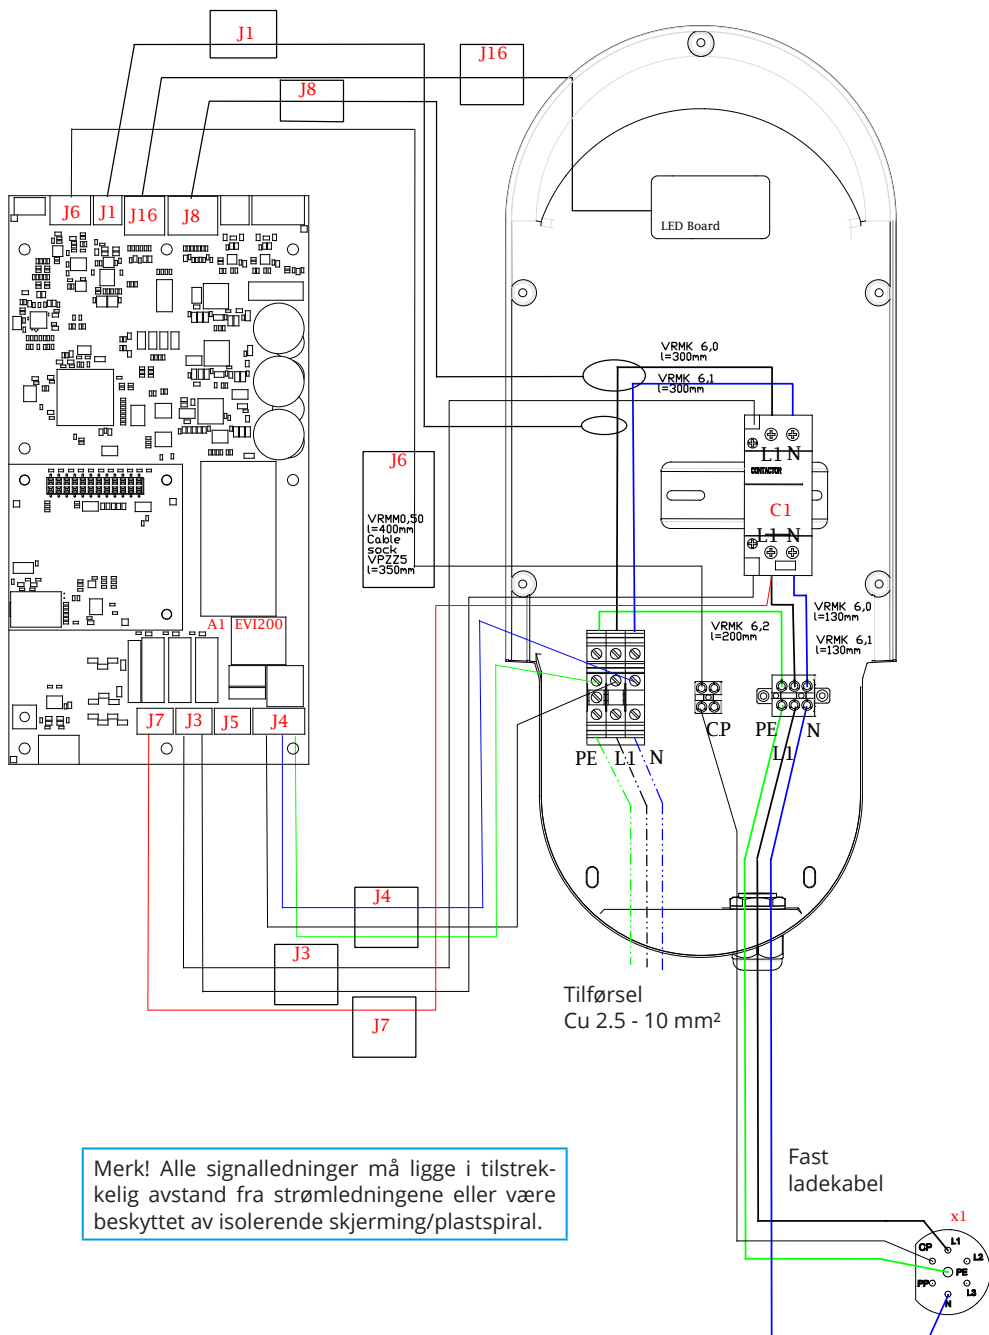 J1
J16
J8
J6
J1
J16
J8
LED Board
VRMK 6,0
l=300mm
VRMK 6,1
l=300mm
J6
VRMM0,50
l=400mm
Cable
sock
VPZZ5
l=350mm
L1 N
CONTACTOR
C1
L1 N
VRMK 6,0
l=130mm
VRMK 6,2
l=200mm
VRMK 6,1
l=130mm
A1 EVI200
J7
J3
J5
J4
PE
L1
N
CP
PE
L1
N
J4
J3
J7
Tilførsel
Cu 2.5 - 10 mm²
Merk! Alle signalledninger må ligge i tilstrek-
kelig avstand fra strømledningene eller være
beskyttet av isolerende skjerming/plastspiral.
Fast
ladekabel
x1
L1
CP
L2
PE
PP
L3
N